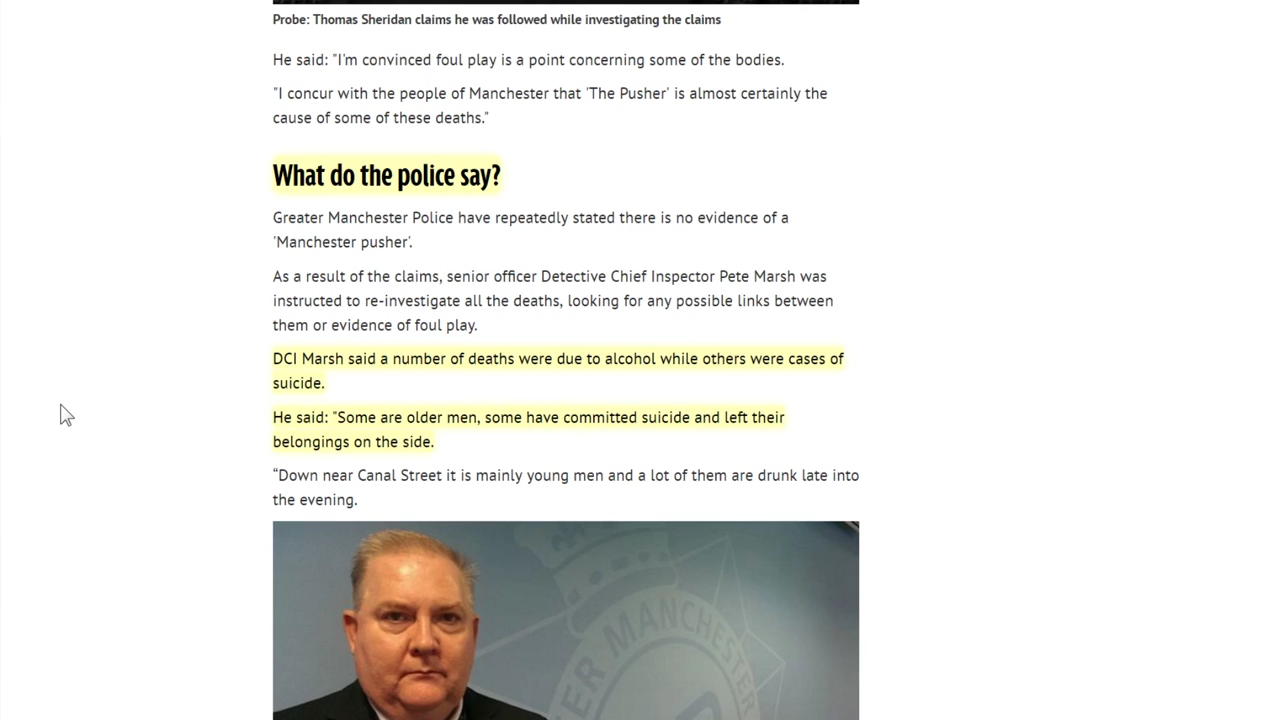 Probe: Thomas Sheridan claims he was followed while investigating the claims
He said: "I'm convinced foul play is a point concerning some of the bodies.
"I concur with the people of Manchester that 'The Pusher' is almost certainly the
cause of some of these deaths."
What do the police say?
Greater Manchester Police have repeatedly stated there is no evidence of a
'Manchester pusher'.
As a result of the claims, senior officer Detective Chief Inspector Pete Marsh was
instructed to re-investigate all the deaths, looking for any possible links between
them or evidence of foul play.
DCI Marsh said a number of deaths were due to alcohol while others were cases of
suicide.
He said: "Some are older men, some have committed suicide and left their
belongings on the side.
“Down near Canal Street it is mainly young men and a lot of them are drunk late into
the evening.
MANCHESTER